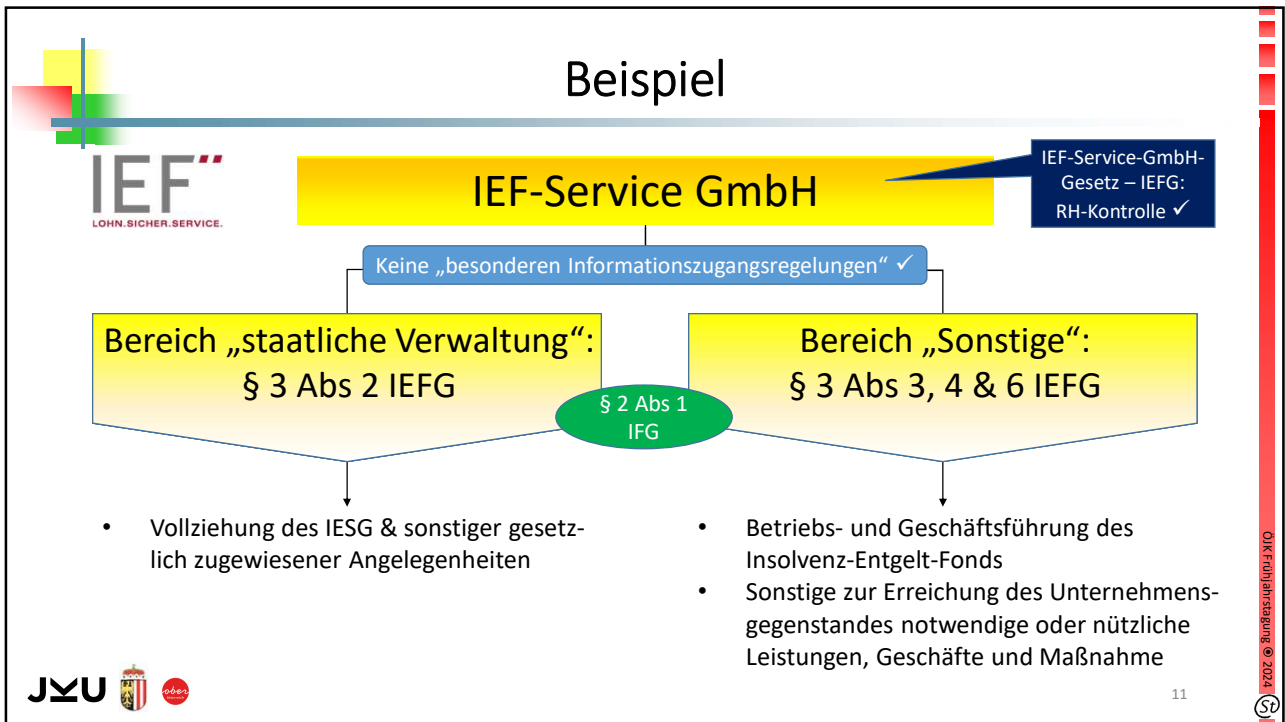 Beispiel
IEF"
LOHN.SICHER.SERVICE.
IEF-Service GmbH
IEF-Service-GmbH-
Gesetz – IEFG:
RH-Kontrolle ✓
Keine „besonderen Informationszugangsregelungen“ ✓
Bereich „staatliche Verwaltung“:
§ 3 Abs 2 IEFG
Bereich „Sonstige“:
§ 3 Abs 3, 4 & 6 IEFG
§ 2 Abs 1
IFG
• Vollziehung des IESG & sonstiger gesetz-
lich zugewiesener Angelegenheiten
• Betriebs- und Geschäftsführung des
Insolvenz-Entgelt-Fonds
• Sonstige zur Erreichung des Unternehmens-
gegenstandes notwendige oder nützliche
Leistungen, Geschäfte und Maßnahme
JKU
ober
11
ÖJK Frühjahrstagung ⦿ 2024
St